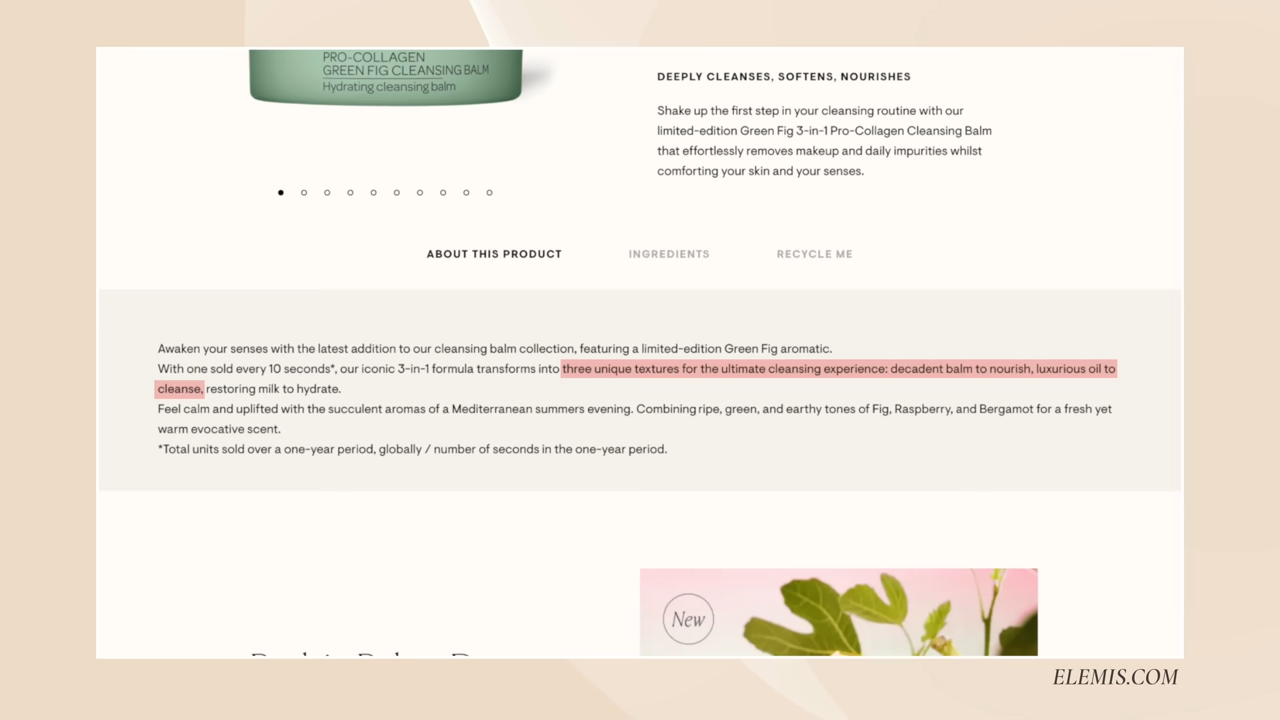 PRO-COLLAGEN
GREEN FIG CLEANSING BALM
Hydrating cleansing balm
DEEPLY CLEANSES, SOFTENS, NOURISHES
Shake up the first step in your cleansing routine with our
limited-edition Green Fig 3-in-1 Pro-Collagen Cleansing Balm
that effortlessly removes makeup and daily impurities whilst
comforting your skin and your senses.
ABOUT THIS PRODUCT
INGREDIENTS
RECYCLE ME
Awaken your senses with the latest addition to our cleansing balm collection, featuring a limited-edition Green Fig aromatic.
With one sold every 10 seconds*, our iconic 3-in-1 formula transforms into three unique textures for the ultimate cleansing experience: decadent balm to nourish, luxurious oil to
cleanse, restoring milk to hydrate.
Feel calm and uplifted with the succulent aromas of a Mediterranean summers evening. Combining ripe, green, and earthy tones of Fig, Raspberry, and Bergamot for a fresh yet
warm evocative scent.
*Total units sold over a one-year period, globally / number of seconds in the one-year period.
New
ELEMIS.COM